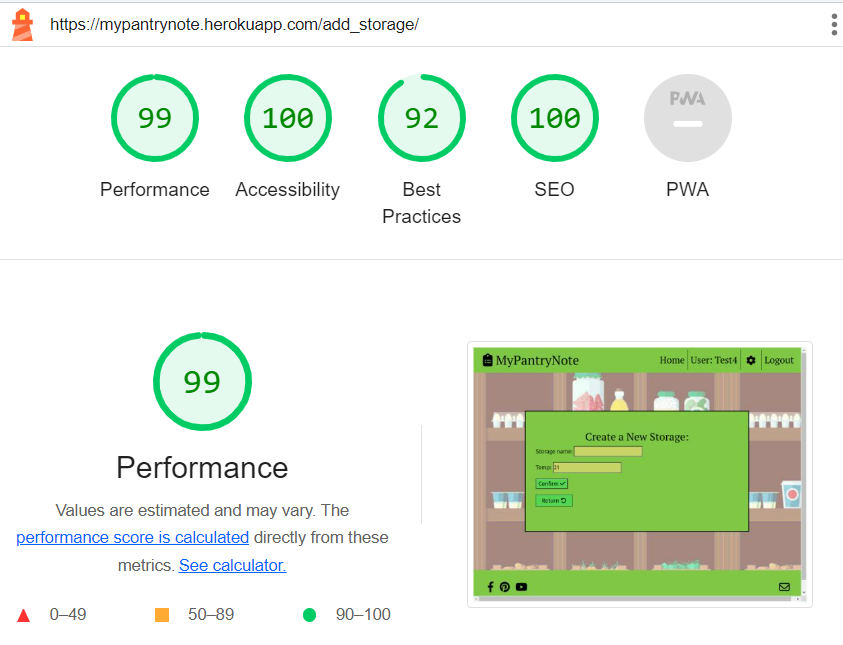 https://mypantrynote.herokuapp.com/add_storage/
99
100
92
100
PWA
Performance
Accessibility
Best
Practices
SEO
PWA
99
Performance
Values are estimated and may vary. The
performance score is calculated directly from these
metrics. See calculator.
0–49
50–89
90–100
MyPantryNote
Home
User: Test4
Logout
Create a New Storage:
Storage name:
Temp: 21
Confirm
Return